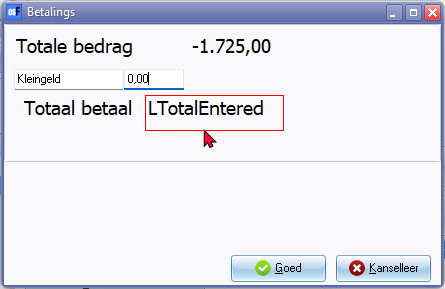 Betalings
Totale bedrag -1.725,00
Kleingeld 0,00
Totaal betaal LTotalEntered
Goed Kanselleer